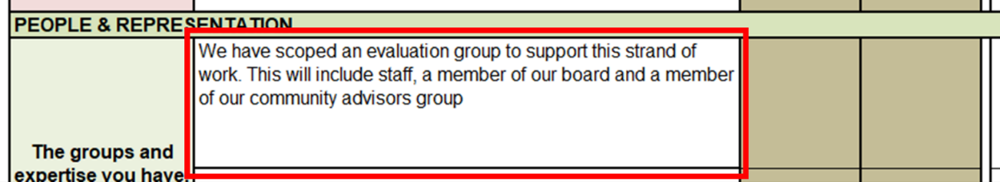 PEOPLE & REPRESENTATION
We have scoped an evaluation group to support this strand of
work. This will include staff, a member of our board and a member
of our community advisors group
The groups and
expertise you have